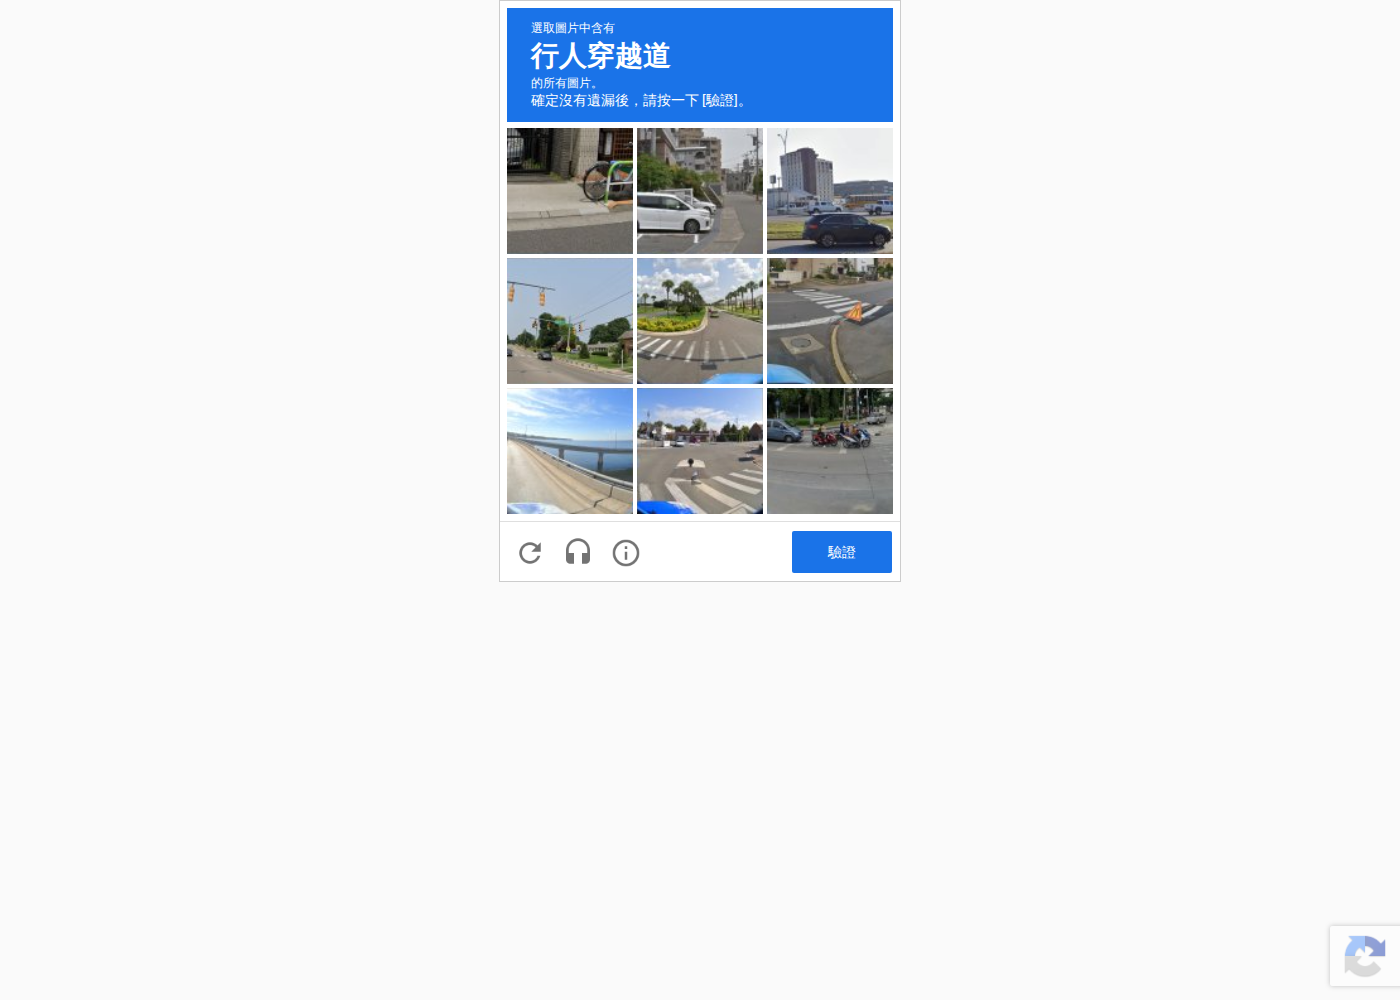 選取圖片中含有
行人穿越道
的所有圖片。
確定沒有遺漏後，請按一下 [驗證]。
驗證